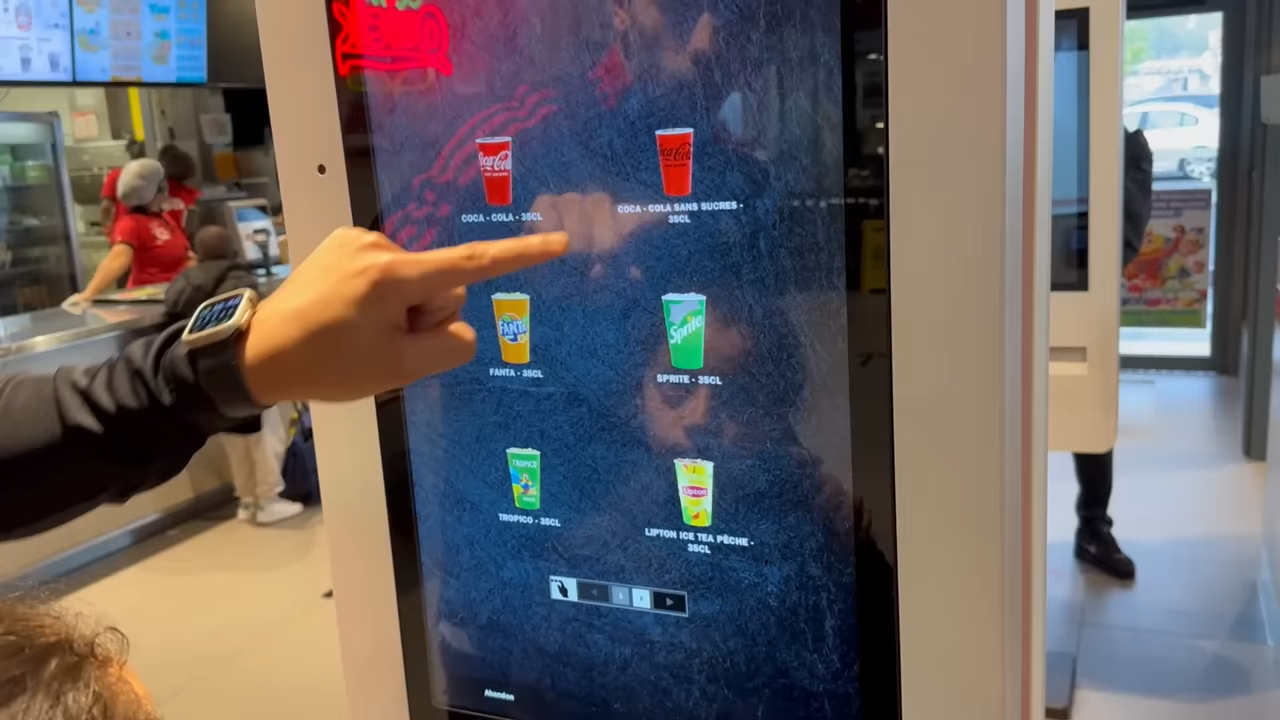 Coca-Cola
Coca-Cola
COCA - COLA - 35CL
COCA - COLA SANS SUCRES -
35CL
FANTA
Sprite
FANTA - 35CL
SPRITE - 35CL
TROPICO
Lipton
TROPICO - 35CL
LIPTON ICE TEA PÊCHE -
35CL
Abandon